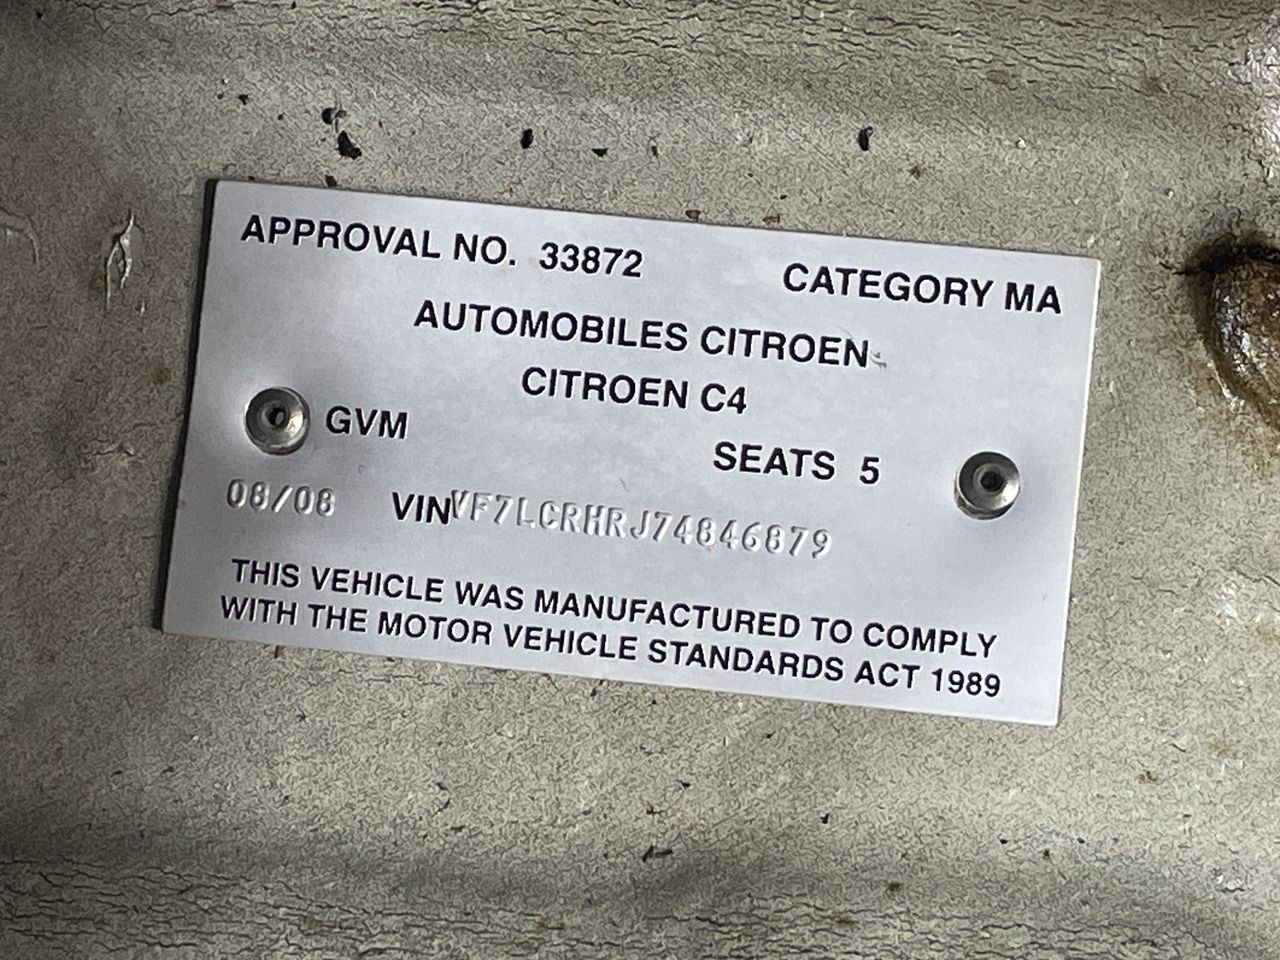 APPROVAL NO. 33872 CATEGORY MA
AUTOMOBILES CITROEN
CITROEN C4
GVM
SEATS 5
08/08 VIN VF7LCRHRJ74846879
THIS VEHICLE WAS MANUFACTURED TO COMPLY
WITH THE MOTOR VEHICLE STANDARDS ACT 1989